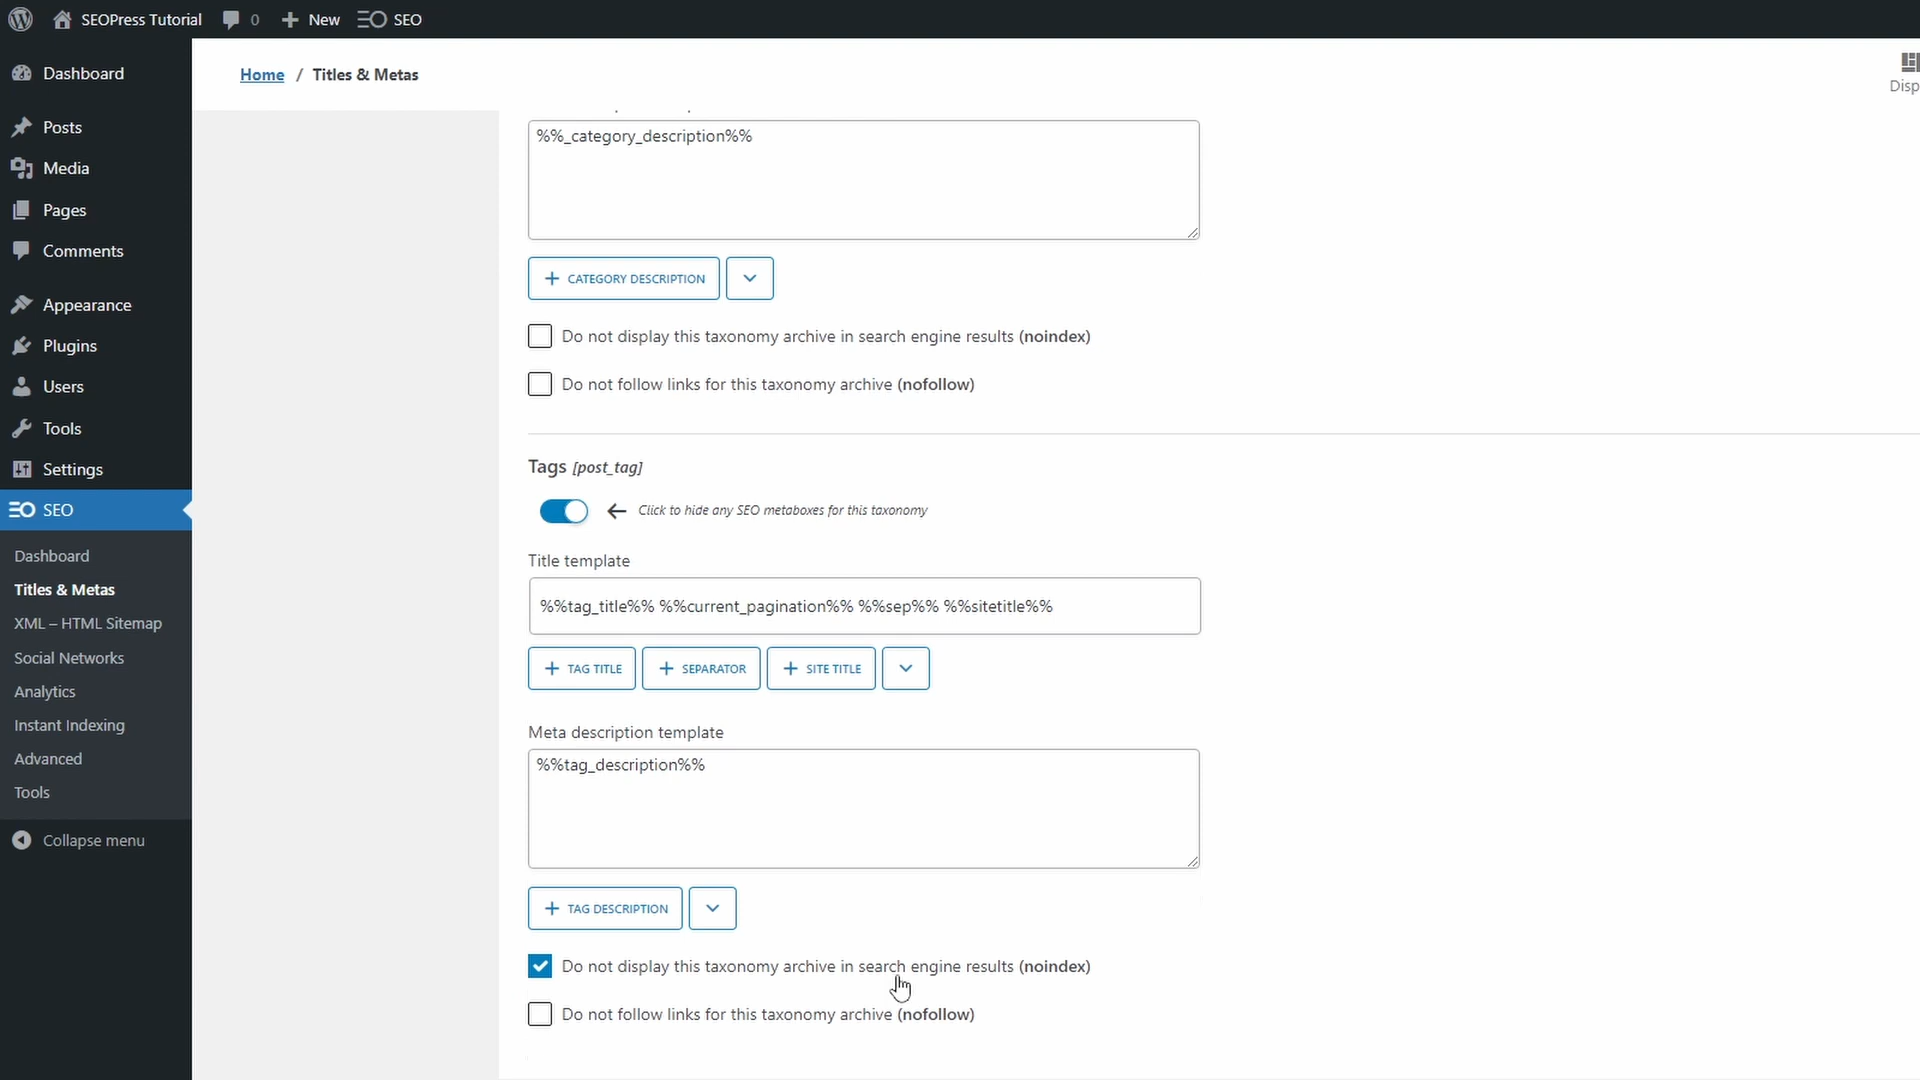 SEOPress Tutorial
0
New
SEO
Dashboard
Posts
Media
Pages
Comments
Appearance
Plugins
Users
Tools
Settings
SEO
Dashboard
Titles & Metas
XML – HTML Sitemap
Social Networks
Analytics
Instant Indexing
Advanced
Tools
Collapse menu
Home / Titles & Metas
Disp
%%_category_description%%
+ CATEGORY DESCRIPTION
Do not display this taxonomy archive in search engine results (noindex)
Do not follow links for this taxonomy archive (nofollow)
Tags [post_tag]
Click to hide any SEO metaboxes for this taxonomy
Title template
%%tag_title%% %%current_pagination%% %%sep%% %%sitetitle%%
+ TAG TITLE + SEPARATOR + SITE TITLE
Meta description template
%%tag_description%%
+ TAG DESCRIPTION
Do not display this taxonomy archive in search engine results (noindex)
Do not follow links for this taxonomy archive (nofollow)